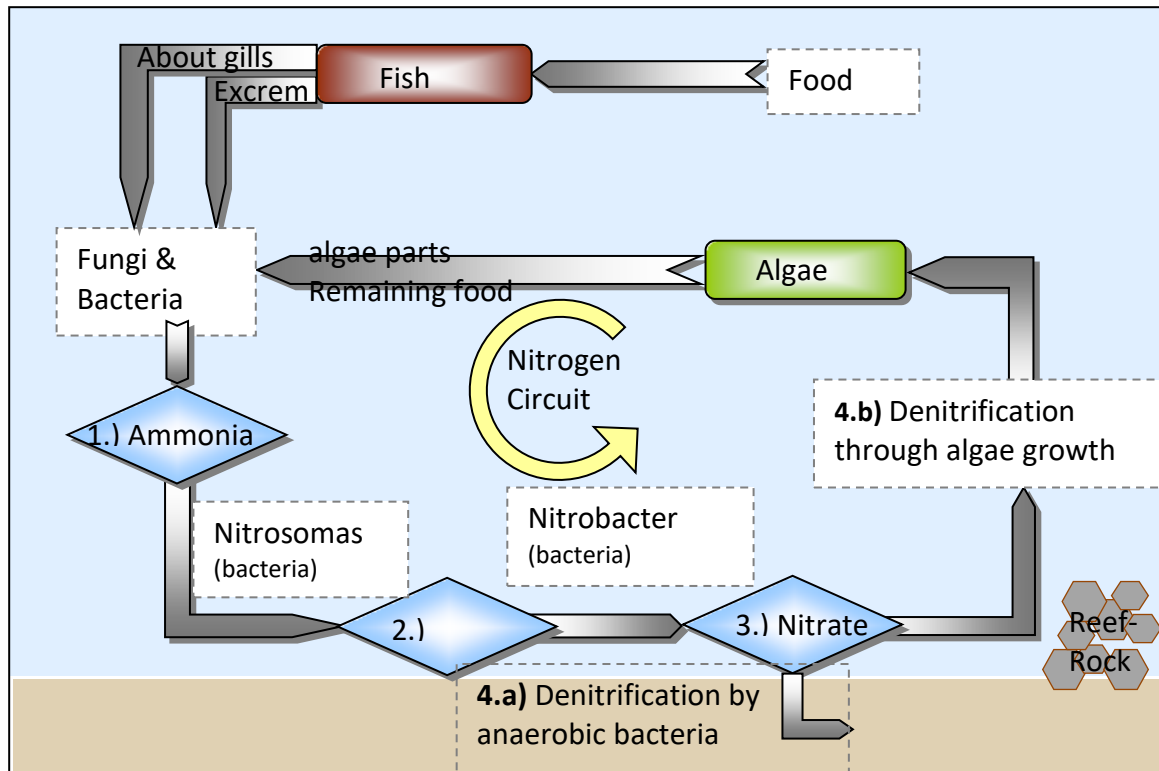 About gills
Fish
Food
Excrem
Fungi &
Bacteria
algae parts
Remaining food
Algae
Nitrogen
Circuit
4.b) Denitrification
through algae growth
1.) Ammonia
Nitrosomas
(bacteria)
Nitrobacter
(bacteria)
2.)
3.) Nitrate
Reef-
Rock
4.a) Denitrification by
anaerobic bacteria